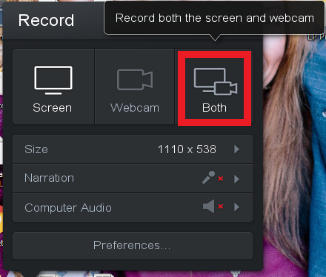 Record
Record both the screen and webcam
Screen
Webcam
Both
Size 1110 x 538
Narration
Computer Audio
Preferences...